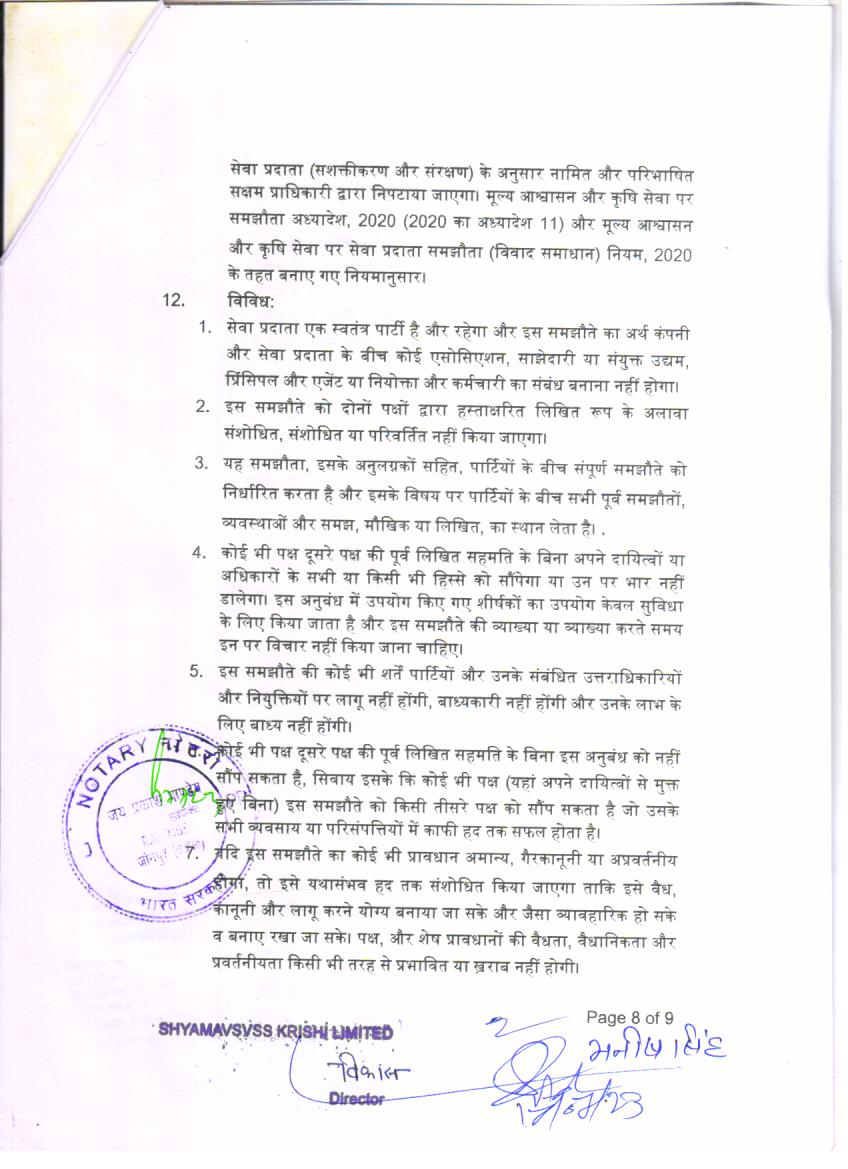 सेवा प्रदाता (सशक्तीकरण और संरक्षण) के अनुसार नामित और परिभाषित
सक्षम प्राधिकारी द्वारा निपटाया जाएगा। मूल्य आश्वासन और कृषि सेवा पर
समझौता अध्यादेश, 2020 (2020 का अध्यादेश 11) और मूल्य आश्वासन
और कृषि सेवा पर सेवा प्रदाता समझौता (विवाद समाधान) नियम, 2020
के तहत बनाए गए नियमानुसार।
12. विविध:
1. सेवा प्रदाता एक स्वतंत्र पार्टी है और रहेगा और इस समझौते का अर्थ कंपनी
और सेवा प्रदाता के बीच कोई एसोसिएशन, साझेदारी या संयुक्त उद्यम,
प्रिंसिपल और एजेंट या नियोक्ता और कर्मचारी का संबंध बनाना नहीं होगा।
2. इस समझौते को दोनों पक्षों द्वारा हस्ताक्षरित लिखित रूप के अलावा
संशोधित, संशोधित या परिवर्तित नहीं किया जाएगा।
3. यह समझौता, इसके अनुलग्नकों सहित, पार्टियों के बीच संपूर्ण समझौते को
निर्धारित करता है और इसके विषय पर पार्टियों के बीच सभी पूर्व समझौतों,
व्यवस्थाओं और समझ, मौखिक या लिखित, का स्थान लेता है। .
4. कोई भी पक्ष दूसरे पक्ष की पूर्व लिखित सहमति के बिना अपने दायित्वों या
अधिकारों के सभी या किसी भी हिस्से को सौंपेगा या उन पर भार नहीं
डालेगा। इस अनुबंध में उपयोग किए गए शीर्षकों का उपयोग केवल सुविधा
के लिए किया जाता है और इस समझौते की व्याख्या या व्याख्या करते समय
इन पर विचार नहीं किया जाना चाहिए।
5. इस समझौते की कोई भी शर्तें पार्टियों और उनके संबंधित उत्तराधिकारियों
और नियुक्तियों पर लागू नहीं होंगी, बाध्यकारी नहीं होंगी और उनके लाभ के
लिए बाध्य नहीं होंगी।
कोई भी पक्ष दूसरे पक्ष की पूर्व लिखित सहमति के बिना इस अनुबंध को नहीं
सौंप सकता है, सिवाय इसके कि कोई भी पक्ष (यहां अपने दायित्वों से मुक्त
हुए बिना) इस समझौते को किसी तीसरे पक्ष को सौंप सकता है जो उसके
सभी व्यवसाय या परिसंपत्तियों में काफी हद तक सफल होता है।
7. यदि इस समझौते का कोई भी प्रावधान अमान्य, गैरकानूनी या अप्रवर्तनीय
होगा, तो इसे यथासंभव हद तक संशोधित किया जाएगा ताकि इसे वैध,
कानूनी और लागू करने योग्य बनाया जा सके और जैसा व्यावहारिक हो सके
व बनाए रखा जा सके। पक्ष, और शेष प्रावधानों की वैधता, वैधानिकता और
प्रवर्तनीयता किसी भी तरह से प्रभावित या ख़राब नहीं होगी।
NOTARY नोटरी
जय प्रकाश
जौनपुर
भारत सरकार
Page 8 of 9
SHYAMAVSVSS KRISHI LIMITED
विकास
Director
मनीष सिंह